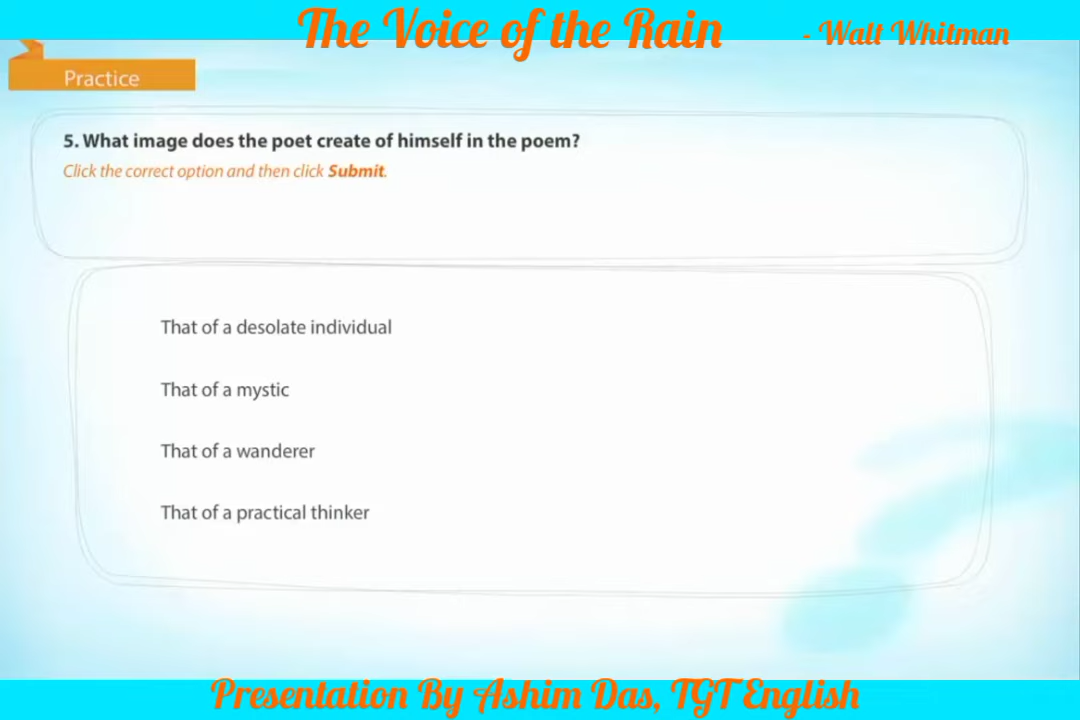 The Voice of the Rain - Walt Whitman
Practice
5. What image does the poet create of himself in the poem?
Click the correct option and then click Submit.
That of a desolate individual
That of a mystic
That of a wanderer
That of a practical thinker
Presentation By Ashim Das, TGT English